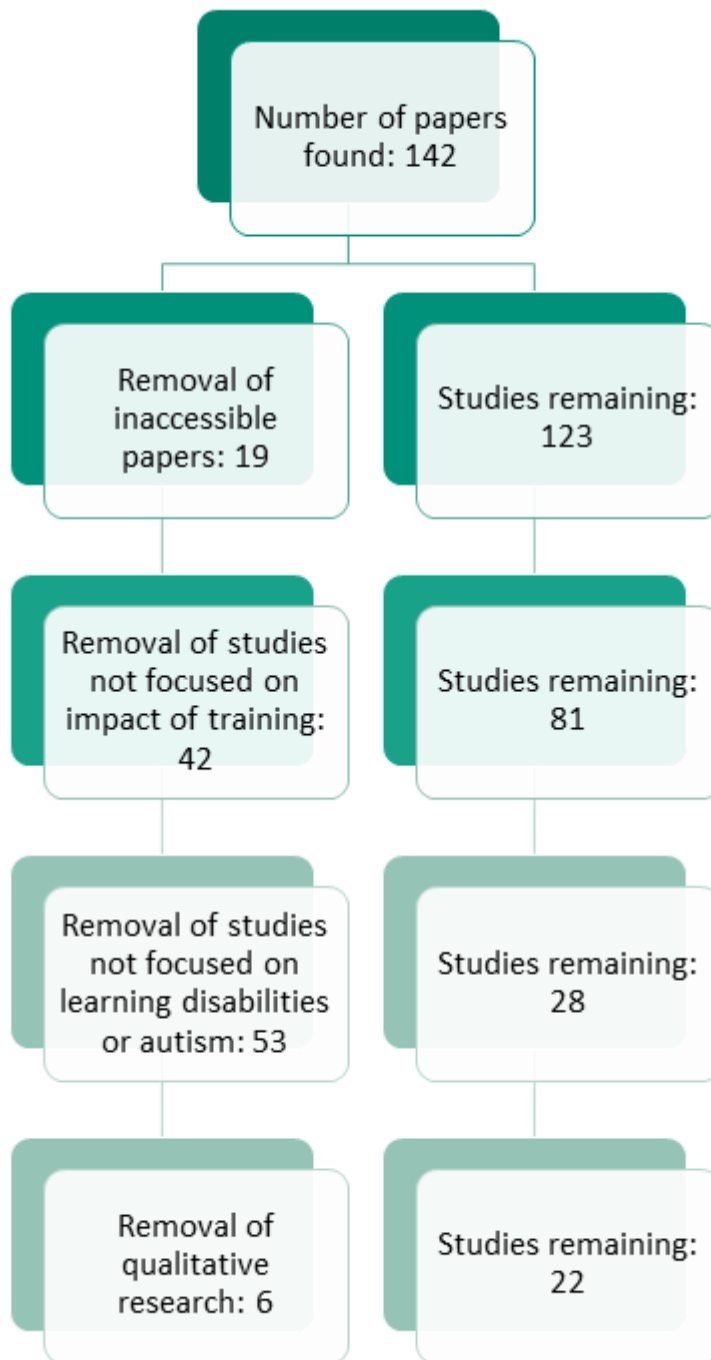 Number of papers
found: 142
Removal of
inaccessible
papers: 19
Studies remaining:
123
Removal of studies
not focused on
impact of training:
42
Studies remaining:
81
Removal of studies
not focused on
learning disabilities
or autism: 53
Studies remaining:
28
Removal of
qualitative
research: 6
Studies remaining:
22